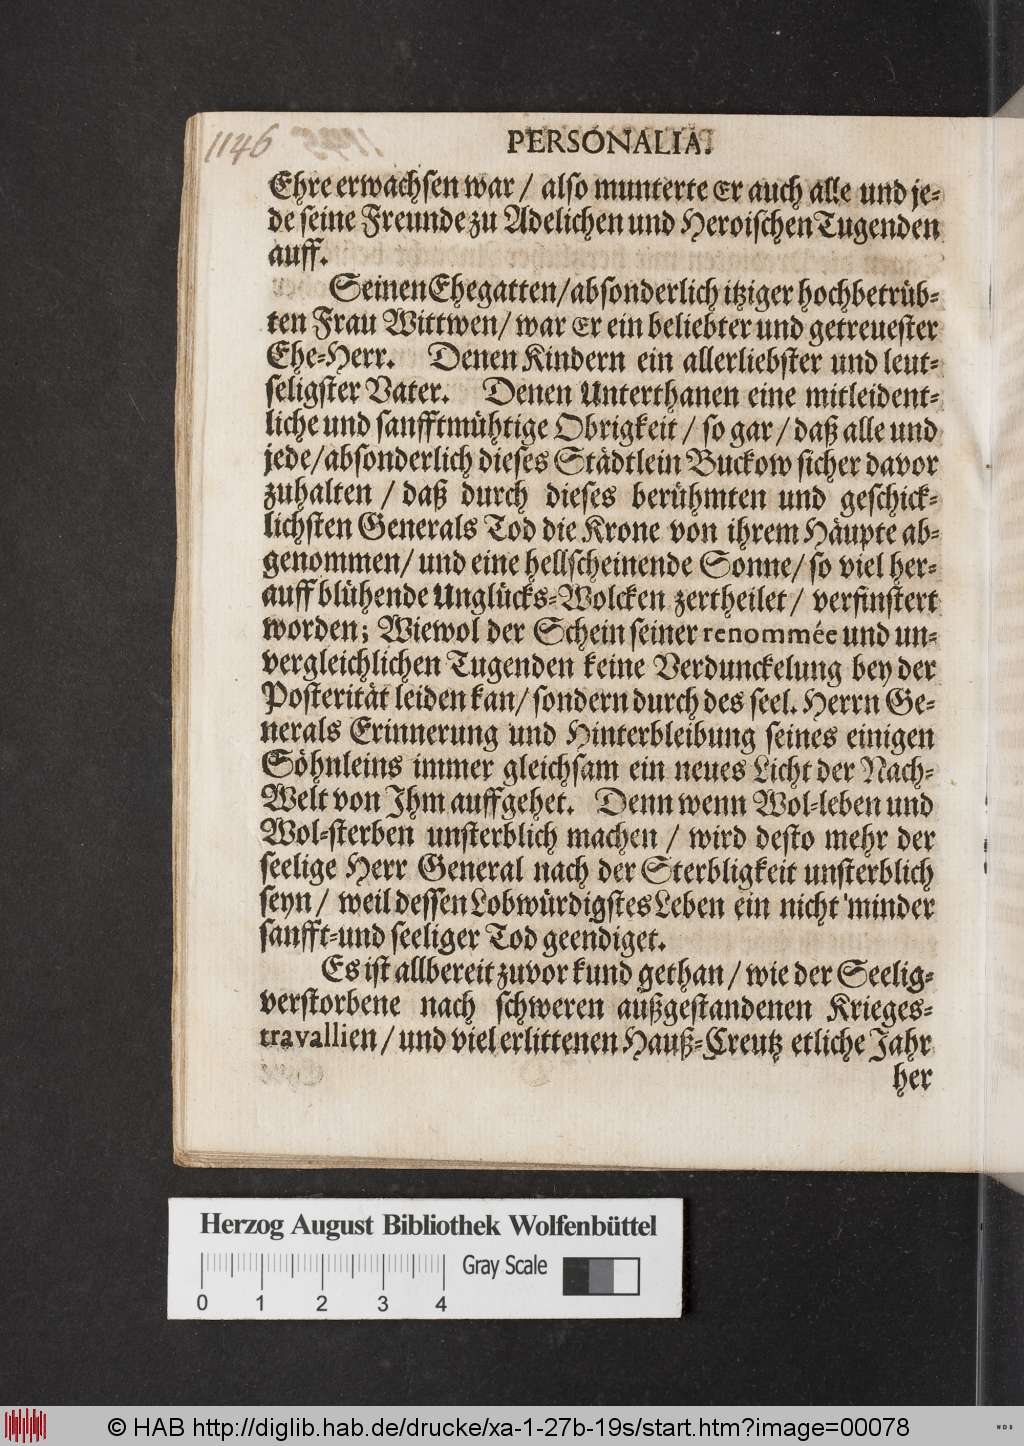 1146
PERSONALIA.
Ehre erwachsen war / also munterte Er auch alle und je-
de seine Freunde zu Adelichen und Heroischen Tugenden
auff.
Seinen Ehegatten/absonderlich itziger hochbetrüb-
ten Frau Wittwen/ war Er ein beliebter und getreuester
Ehe-Herr. Denen Kindern ein allerliebster und leut-
seligster Vater. Denen Unterthanen eine mitleident-
liche und sanfftmühtige Obrigkeit / so gar / daß alle und
jede/absonderlich dieses Städtlein Buckow sicher davor
zuhalten / daß durch dieses berühmten und geschick-
lichsten Generals Tod die Krone von ihrem Häupte ab-
genommen/ und eine hellscheinende Sonne/ so viel her-
auff blühende Unglücks-Wolcken zertheilet / verfinstert
worden; Wiewol der Schein seiner renommée und un-
vergleichlichen Tugenden keine Verdunckelung bey der
Posterität leiden kan/ sondern durch des seel. Herrn Ge-
nerals Erinnerung und Hinterbleibung seines einigen
Söhnleins immer gleichsam ein neues Licht der Nach-
Welt von Ihm auffgehet. Denn wenn Wol-leben und
Wol-sterben unsterblich machen / wird desto mehr der
seelige Herr General nach der Sterbligkeit unsterblich
seyn / weil dessen Lobwürdigstes Leben ein nicht minder
sanfft-und seeliger Tod geendiget.
Es ist allbereit zuvor kund gethan / wie der Seelig-
verstorbene nach schweren außgestandenen Krieges-
travallien / und viel erlittenen Hauß-Creutz etliche Jahr
her
Herzog August Bibliothek Wolfenbüttel
Gray Scale
0 1 2 3 4
© HAB http://diglib.hab.de/drucke/xa-1-27b-19s/start.htm?image=00078